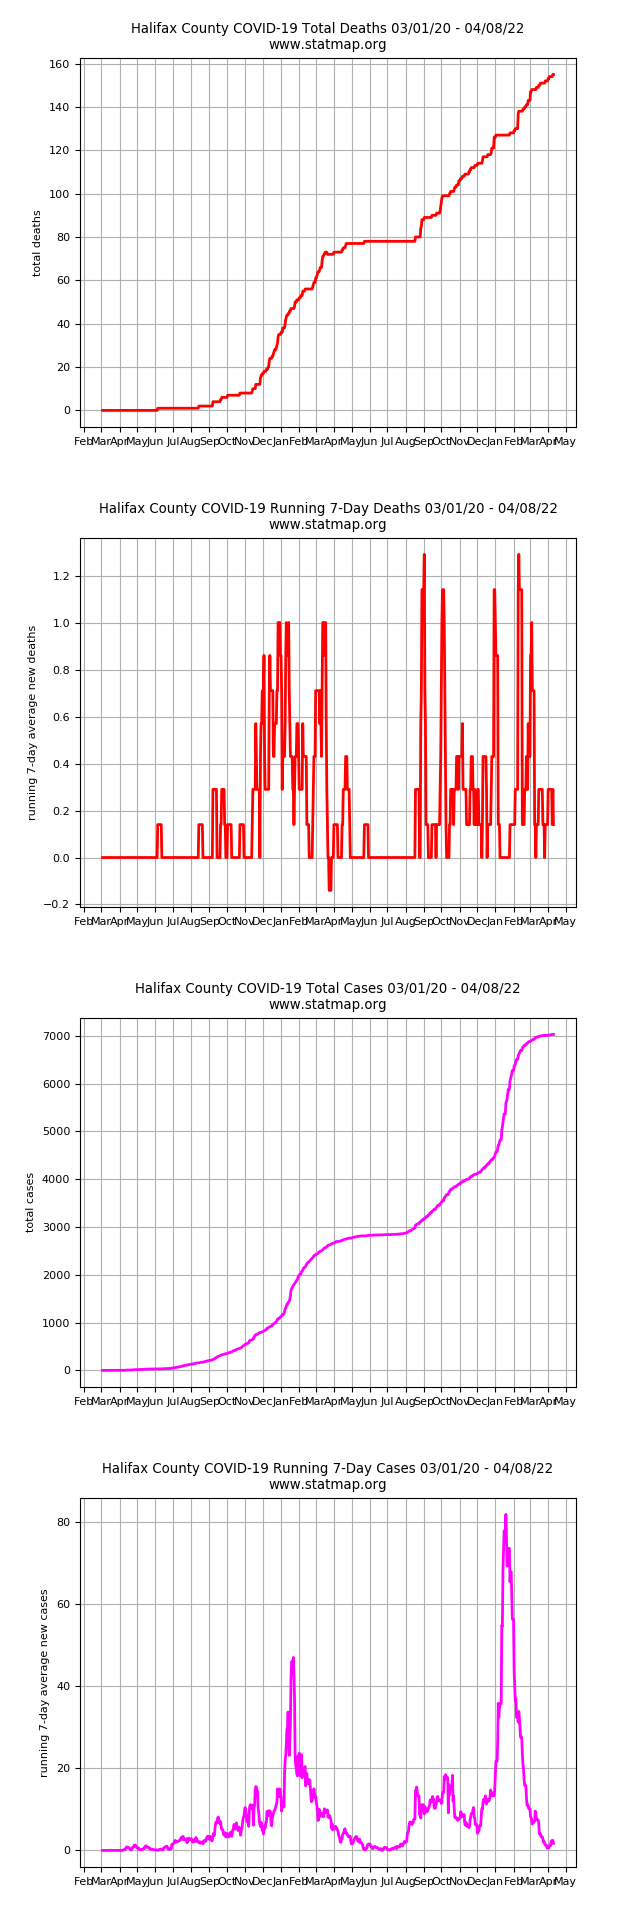 Halifax County COVID-19 Total Deaths 03/01/20 - 04/08/22
www.statmap.org
160
140
120
100
80
60
40
20
0
total deaths
Feb Mar Apr May Jun Jul Aug Sep Oct Nov Dec Jan Feb Mar Apr May Jun Jul Aug Sep Oct Nov Dec Jan Feb Mar Apr May
Halifax County COVID-19 Running 7-Day Deaths 03/01/20 - 04/08/22
www.statmap.org
1.2
1.0
0.8
0.6
0.4
0.2
0.0
−0.2
running 7-day average new deaths
Feb Mar Apr May Jun Jul Aug Sep Oct Nov Dec Jan Feb Mar Apr May Jun Jul Aug Sep Oct Nov Dec Jan Feb Mar Apr May
Halifax County COVID-19 Total Cases 03/01/20 - 04/08/22
www.statmap.org
7000
6000
5000
4000
3000
2000
1000
0
total cases
Feb Mar Apr May Jun Jul Aug Sep Oct Nov Dec Jan Feb Mar Apr May Jun Jul Aug Sep Oct Nov Dec Jan Feb Mar Apr May
Halifax County COVID-19 Running 7-Day Cases 03/01/20 - 04/08/22
www.statmap.org
80
60
40
20
0
running 7-day average new cases
Feb Mar Apr May Jun Jul Aug Sep Oct Nov Dec Jan Feb Mar Apr May Jun Jul Aug Sep Oct Nov Dec Jan Feb Mar Apr May